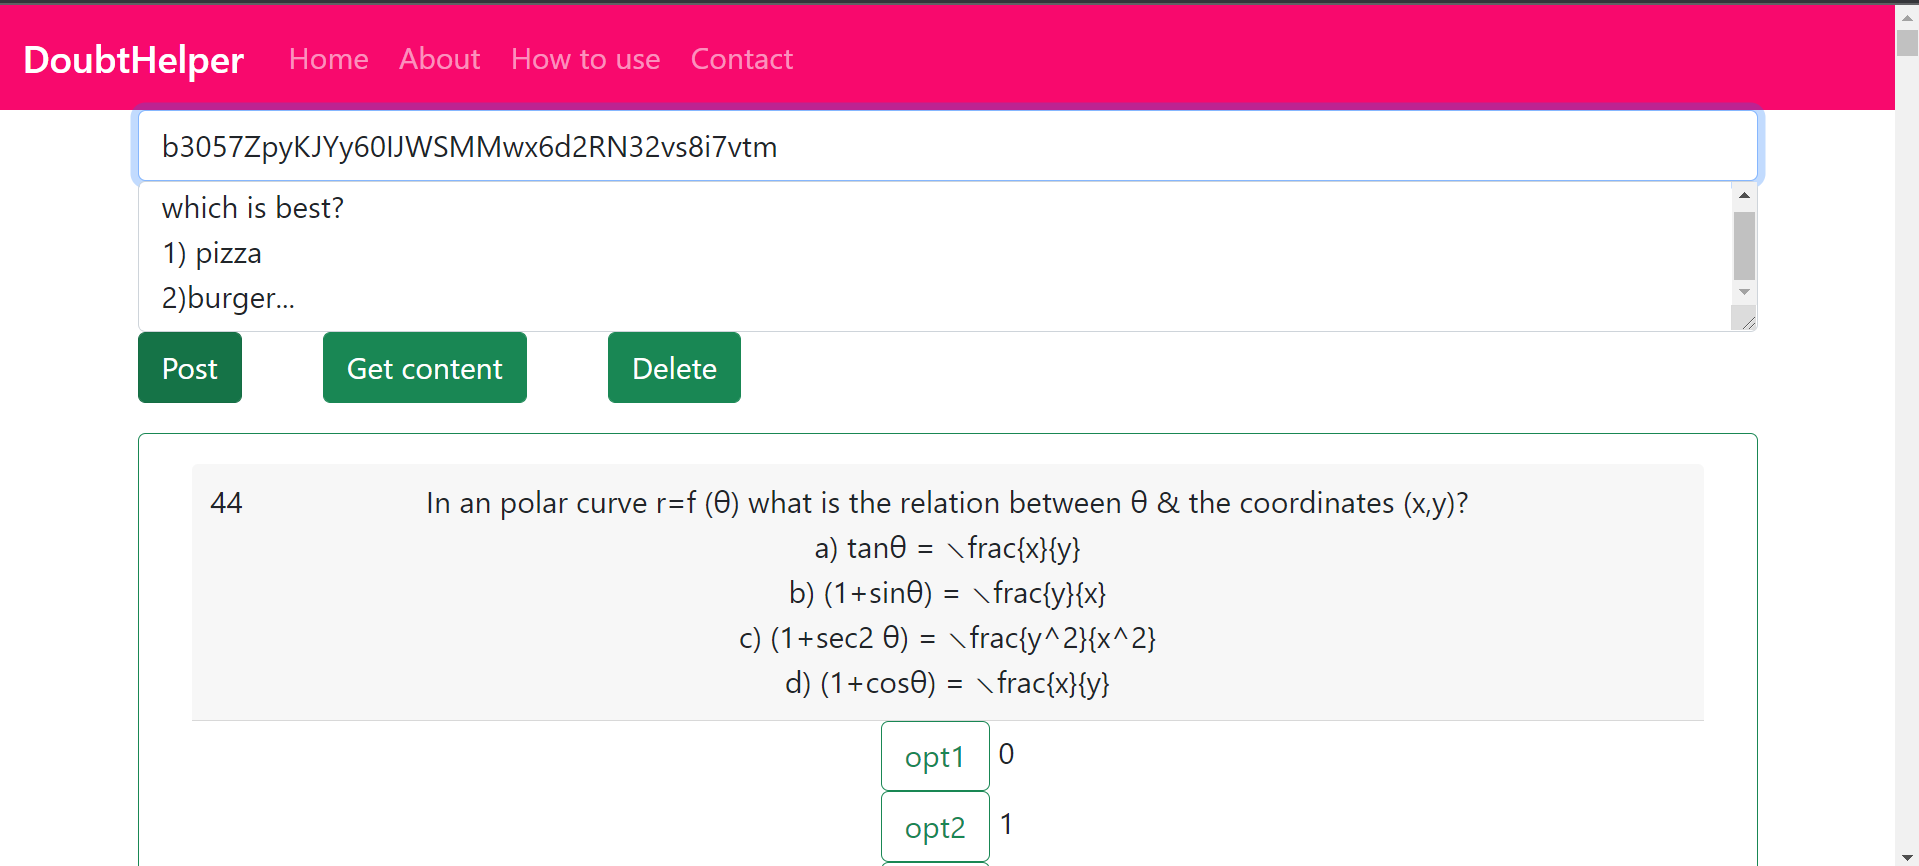 DoubtHelper Home About How to use Contact
b3057ZpyKJYy60IJWSMMwx6d2RN32vs8i7vtm
which is best?
1) pizza
2)burger...
Post Get content Delete
44 In an polar curve r=f (θ) what is the relation between θ & the coordinates (x,y)?
a) tanθ = \frac{x}{y}
b) (1+sinθ) = \frac{y}{x}
c) (1+sec2 θ) = \frac{y^2}{x^2}
d) (1+cosθ) = \frac{x}{y}
opt1 0
opt2 1